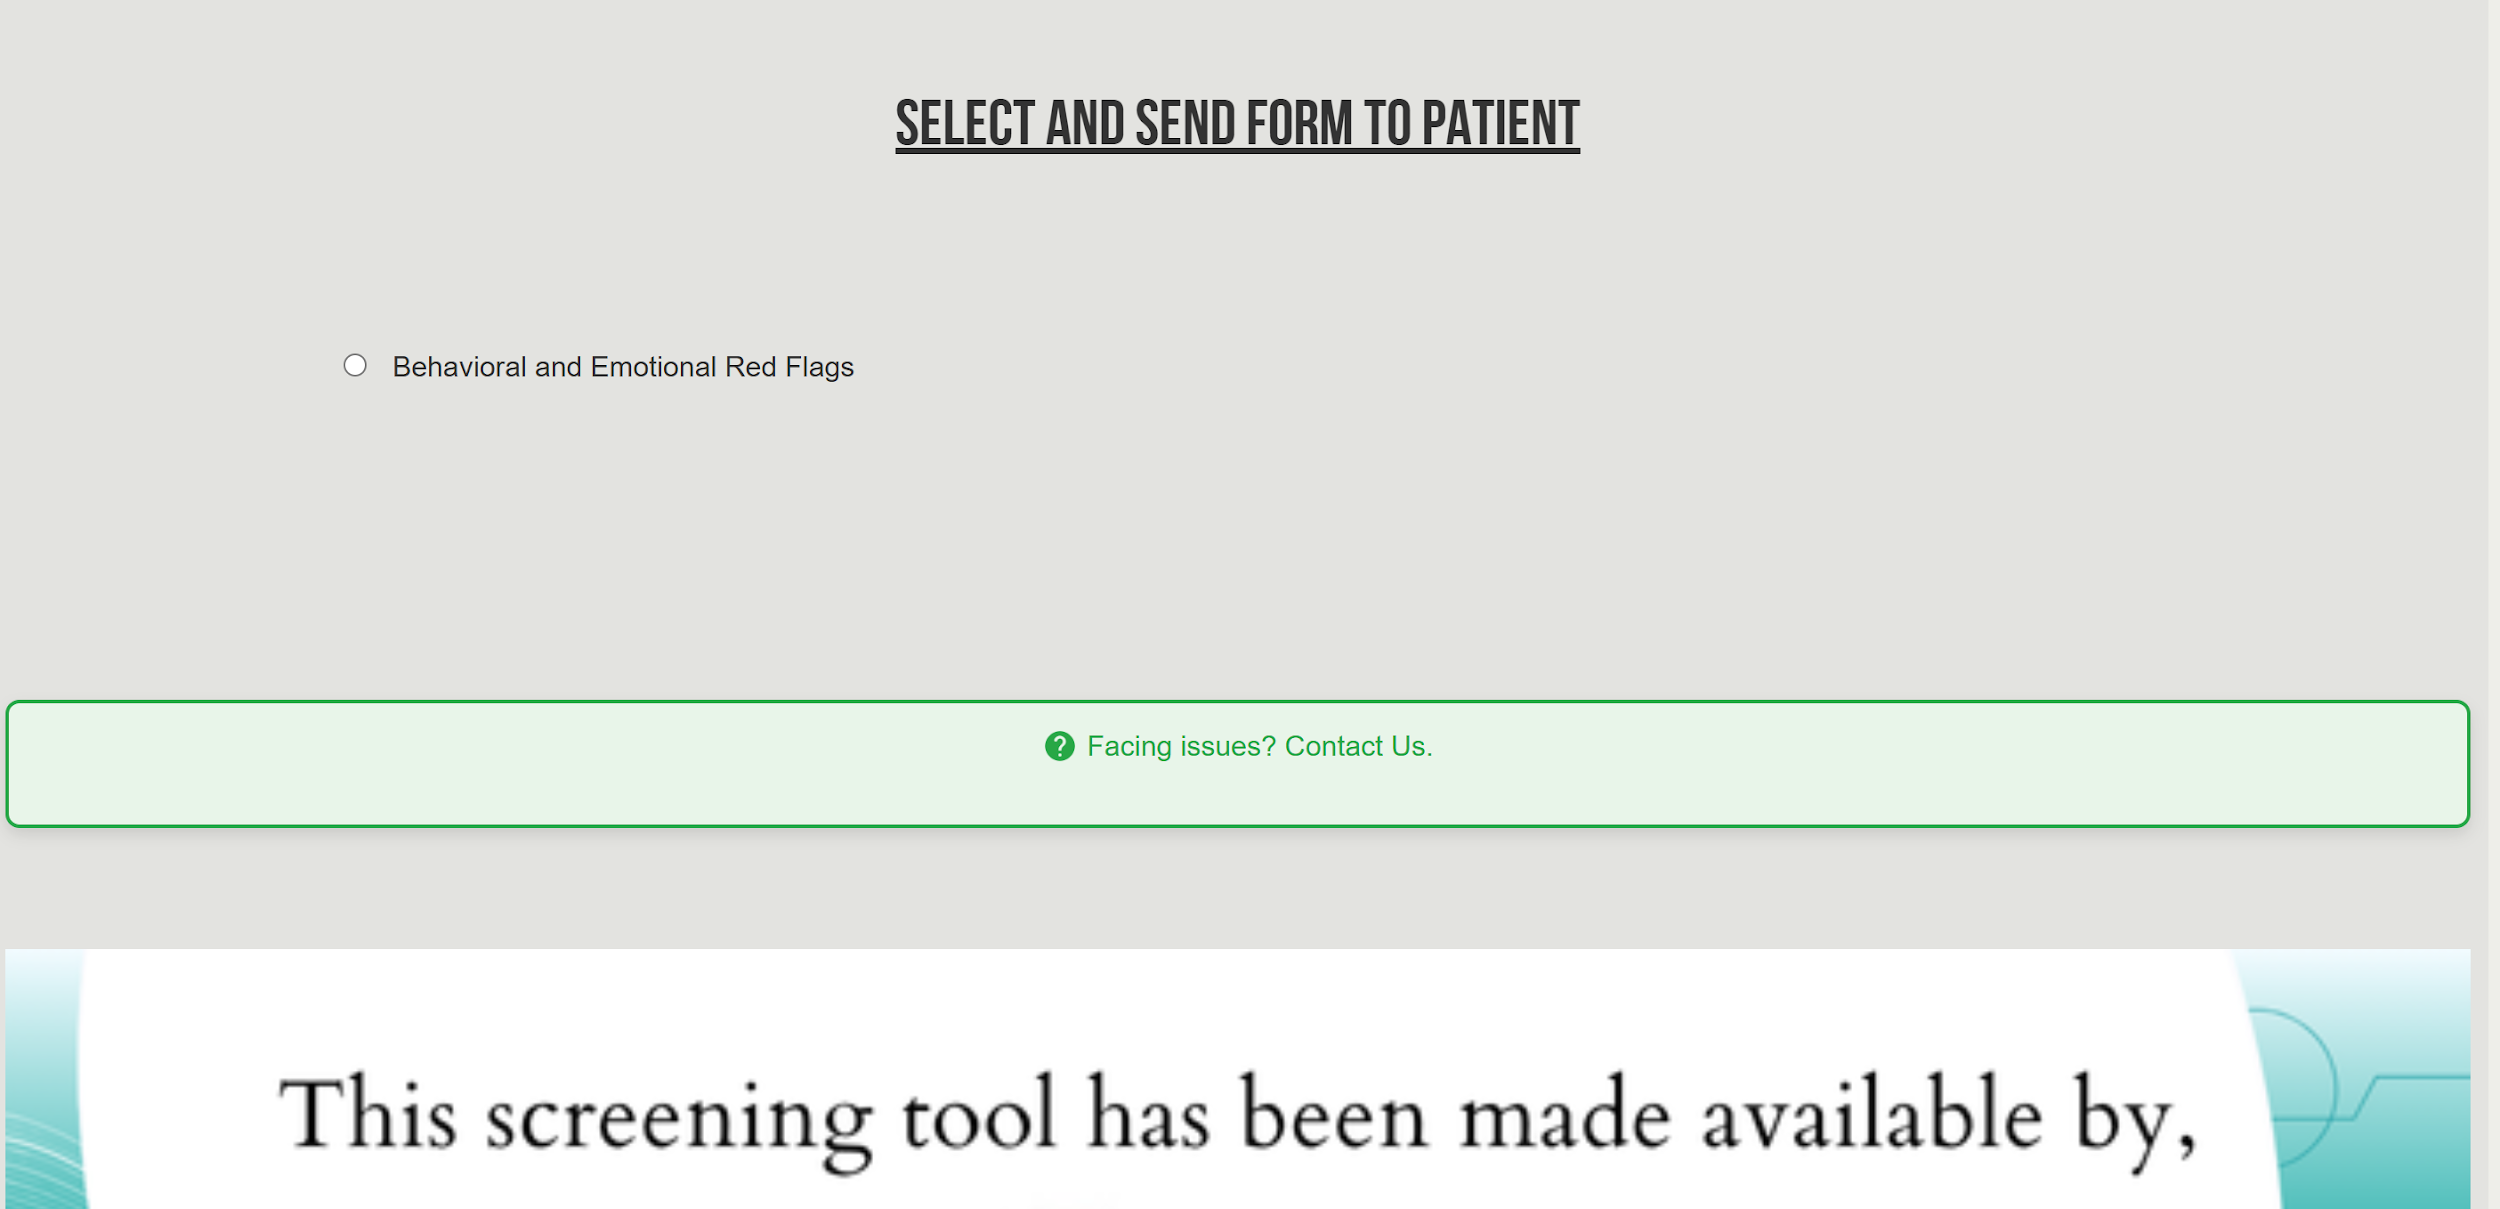 SELECT AND SEND FORM TO PATIENT
Behavioral and Emotional Red Flags
Facing issues? Contact Us.
This screening tool has been made available by,